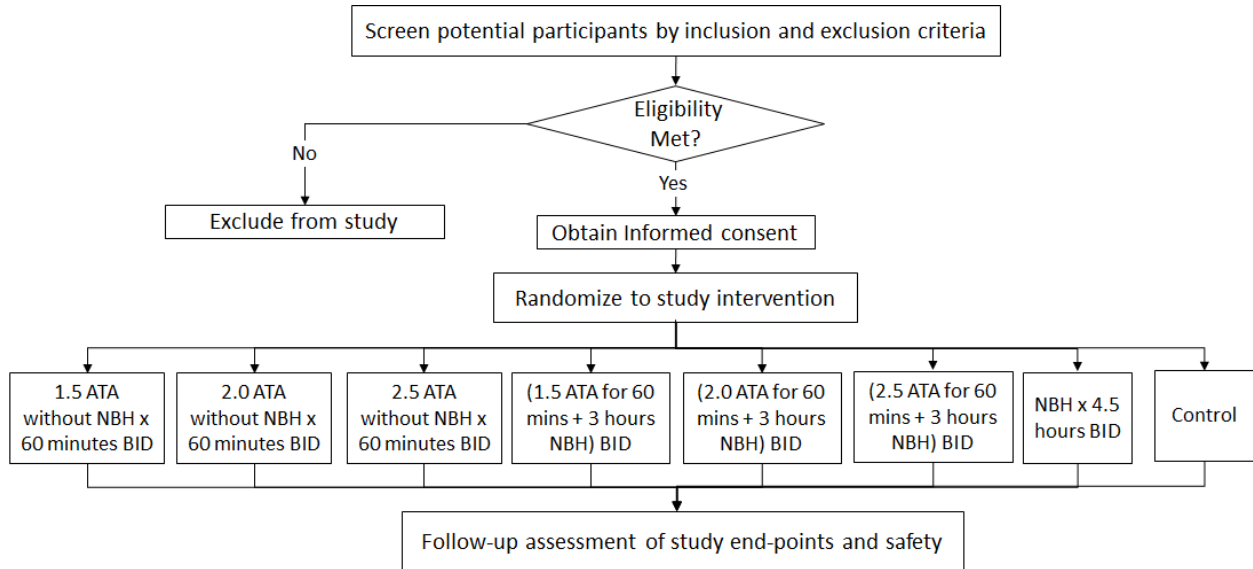 Screen potential participants by inclusion and exclusion criteria
Eligibility
Met?
No
Yes
Exclude from study
Obtain Informed consent
Randomize to study intervention
1.5 ATA
without NBH x
60 minutes BID
2.0 ATA
without NBH x
60 minutes BID
2.5 ATA
without NBH x
60 minutes BID
(1.5 ATA for 60
mins + 3 hours
NBH) BID
(2.0 ATA for 60
mins + 3 hours
NBH) BID
(2.5 ATA for 60
mins + 3 hours
NBH) BID
NBH x 4.5
hours BID
Control
Follow-up assessment of study end-points and safety